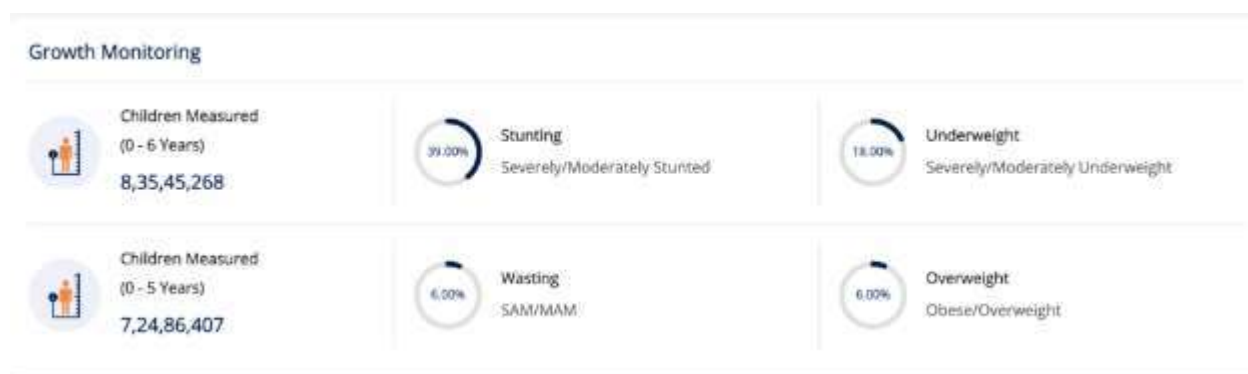 Growth Monitoring
Children Measured
(0 - 6 Years)
8,35,45,268
39.00%
Stunting
Severely/Moderately Stunted
18.00%
Underweight
Severely/Moderately Underweight
Children Measured
(0 - 5 Years)
7,24,86,407
6.00%
Wasting
SAM/MAM
6.00%
Overweight
Obese/Overweight